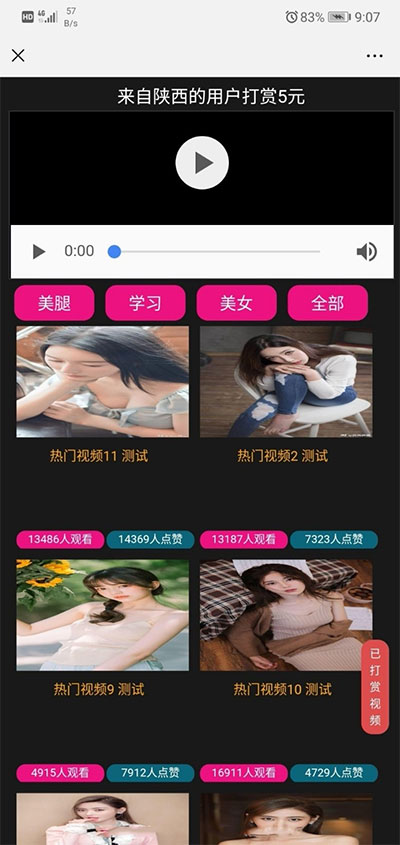 HD 4G 57 B/s 83% 9:07
来自陕西的用户打赏5元
0:00
美腿 学习 美女 全部
热门视频11 测试 热门视频2 测试
13486人观看 14369人点赞 13187人观看 7323人点赞
热门视频9 测试 热门视频10 测试
已打赏视频
4915人观看 7912人点赞 16911人观看 4729人点赞